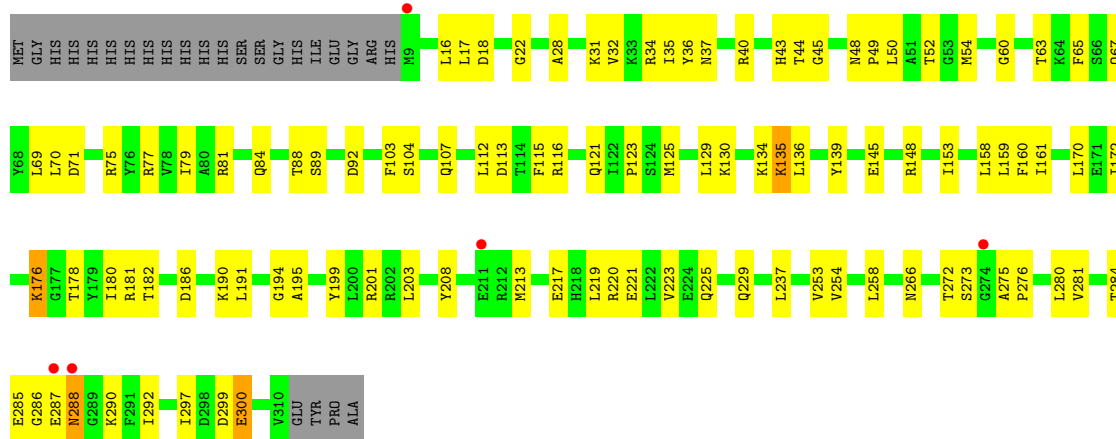 MET GLY HIS HIS HIS HIS HIS HIS HIS HIS HIS HIS SER SER GLY HIS ILE GLU GLY ARG HIS M9 L16 L17 D18 G22 A28 K31 V32 K33 R34 I35 Y36 N37 R40 H43 T44 G45 N48 P49 L50 A51 T52 G53 M54 G60 T63 K64 F65 S66 Q67
Y68 L69 L70 D71 R75 Y76 R77 V78 I79 A80 R81 Q84 T88 S89 D92 F103 S104 Q107 L112 D113 T114 F115 R116 Q121 I122 P123 S124 M125 L129 K130 K134 K135 L136 Y139 E145 R148 I153 L158 L159 F160 I161 L170 E171 I172
K176 G177 T178 Y179 I180 R181 T182 D186 K190 L191 G194 A195 Y199 L200 R201 R202 L203 Y208 E211 R212 M213 E217 H218 L219 R220 E221 L222 V223 E224 Q225 Q229 L237 V253 V254 L258 N266 T272 S273 G274 A275 P276 L280 V281 T284
E285 G286 E287 N288 G289 K290 F291 I292 I297 D298 D299 E300 V310 GLU TYR PRO ALA